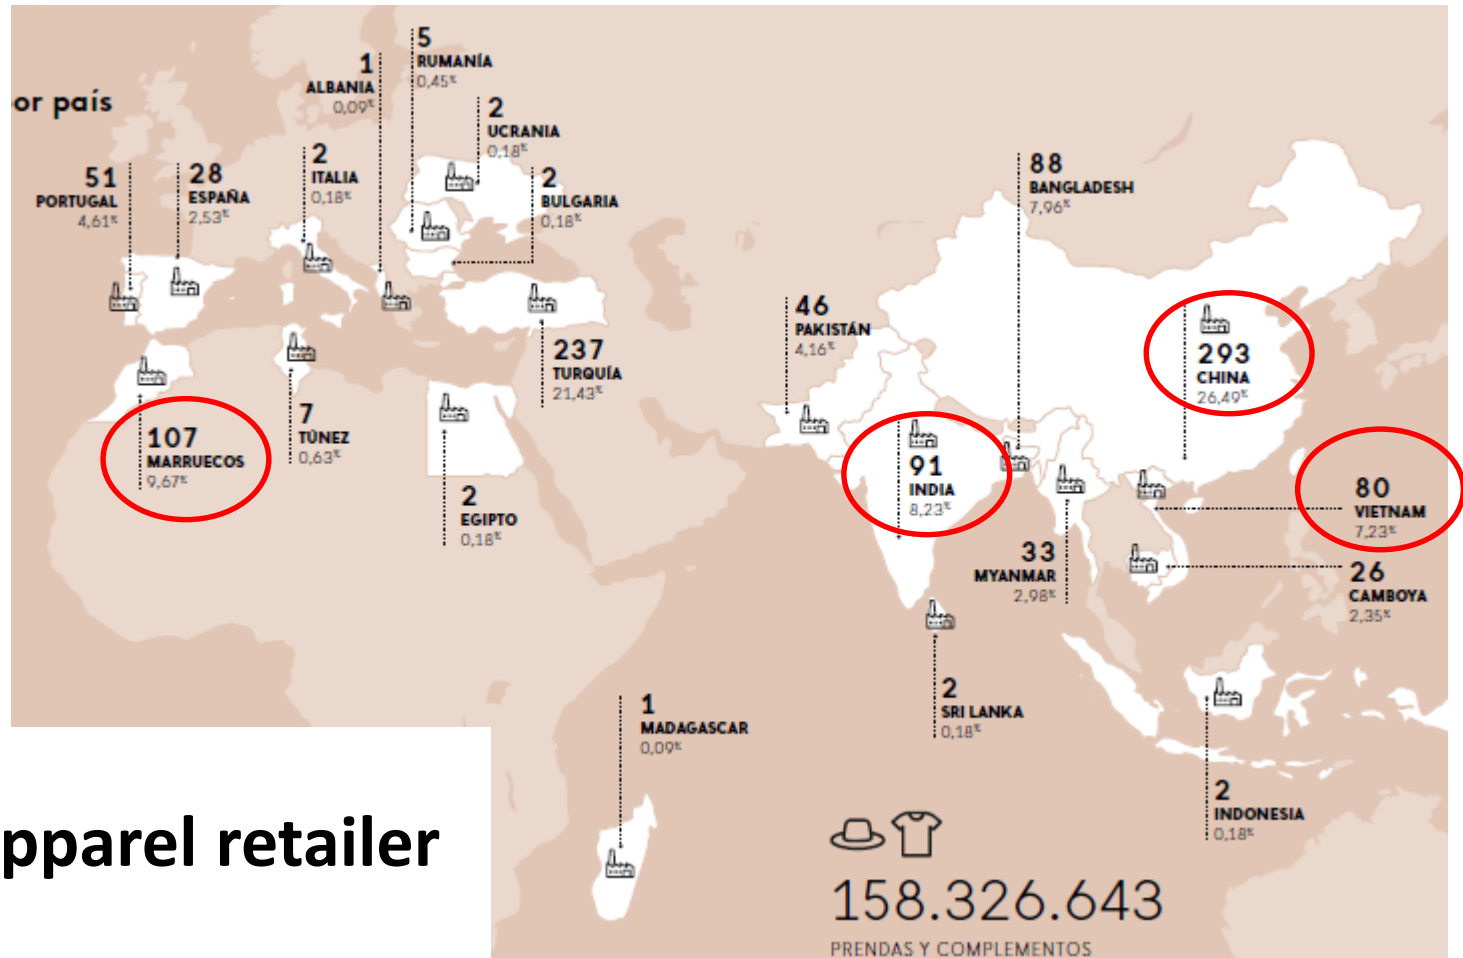 or país
5
RUMANÍA
0,45%
1
ALBANIA
0,09%
2
UCRANIA
0,18%
2
ITALIA
0,18%
51
PORTUGAL
4,61%
28
ESPAÑA
2,53%
2
BULGARIA
0,18%
88
BANGLADESH
7,96%
46
PAKISTÁN
4,16%
293
CHINA
26,49%
237
TURQUÍA
21,43%
107
MARRUECOS
9,67%
7
TÚNEZ
0,63%
2
EGIPTO
0,18%
91
INDIA
8,23%
80
VIETNAM
7,23%
33
MYANMAR
2,98%
26
CAMBOYA
2,35%
1
MADAGASCAR
0,09%
2
SRI LANKA
0,18%
2
INDONESIA
0,18%
pparel retailer
158.326.643
PRENDAS Y COMPLEMENTOS